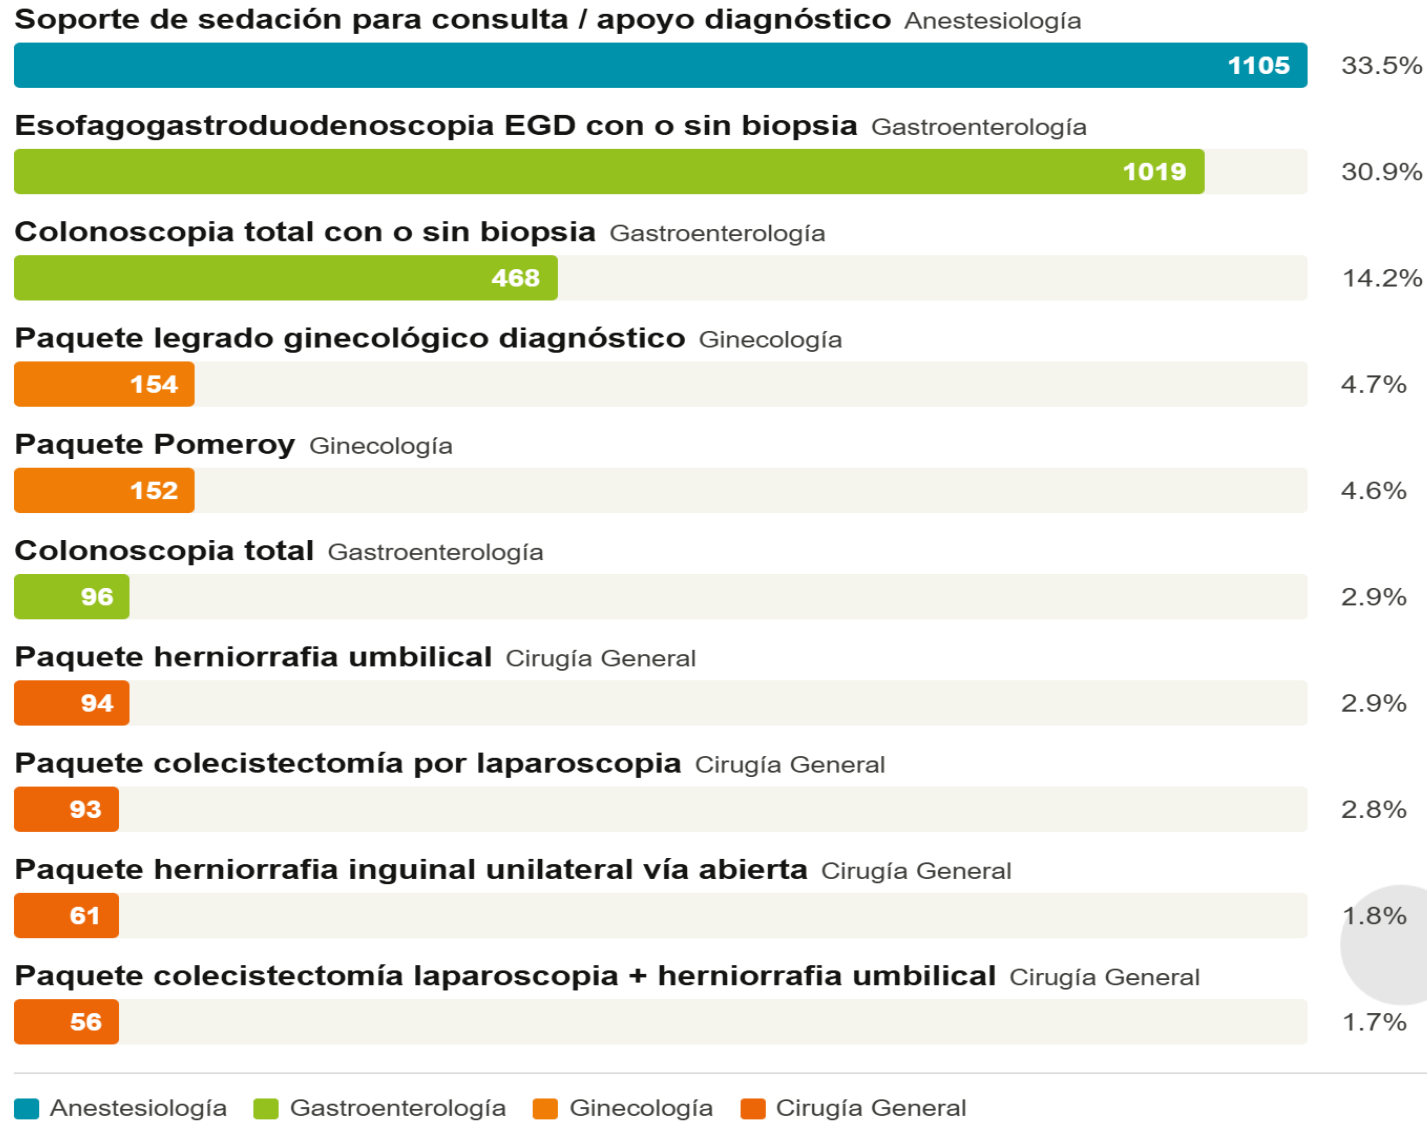 Soporte de sedación para consulta / apoyo diagnóstico Anestesiología
1105 33.5%
Esofagogastroduodenoscopia EGD con o sin biopsia Gastroenterología
1019 30.9%
Colonoscopia total con o sin biopsia Gastroenterología
468 14.2%
Paquete legrado ginecológico diagnóstico Ginecología
154 4.7%
Paquete Pomeroy Ginecología
152 4.6%
Colonoscopia total Gastroenterología
96 2.9%
Paquete herniorrafia umbilical Cirugía General
94 2.9%
Paquete colecistectomía por laparoscopia Cirugía General
93 2.8%
Paquete herniorrafia inguinal unilateral vía abierta Cirugía General
61 1.8%
Paquete colecistectomía laparoscopia + herniorrafia umbilical Cirugía General
56 1.7%
Anestesiología Gastroenterología Ginecología Cirugía General